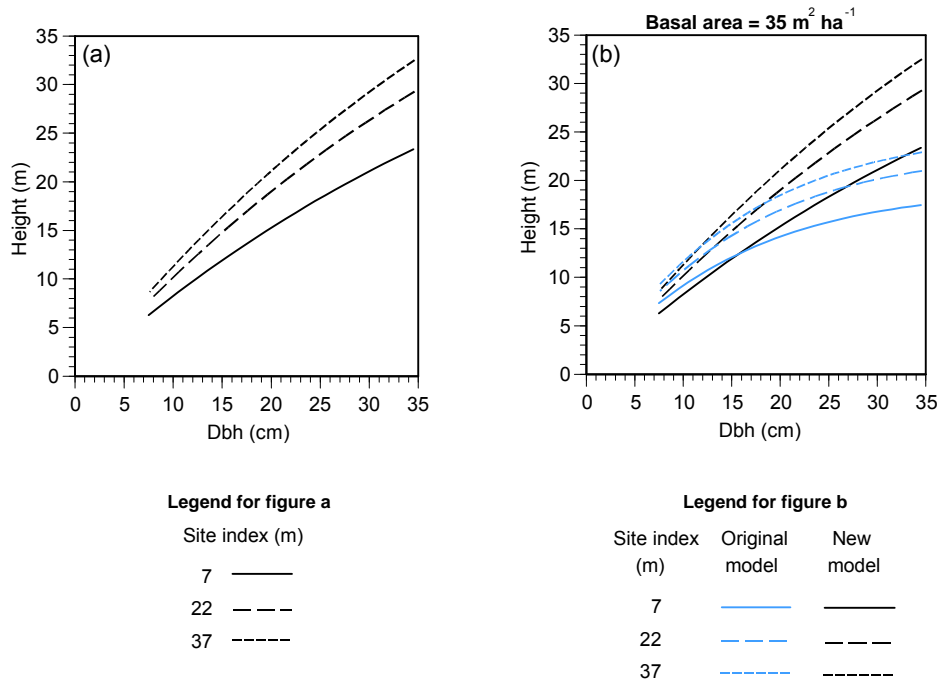 (a)
35
30
25
20
15
10
5
0
Height (m)
0 5 10 15 20 25 30 35
Dbh (cm)
Basal area = 35 m² ha⁻¹
(b)
35
30
25
20
15
10
5
0
Height (m)
0 5 10 15 20 25 30 35
Dbh (cm)
Legend for figure a
Site index (m)
7
22
37
Legend for figure b
Site index Original New
(m) model model
7
22
37